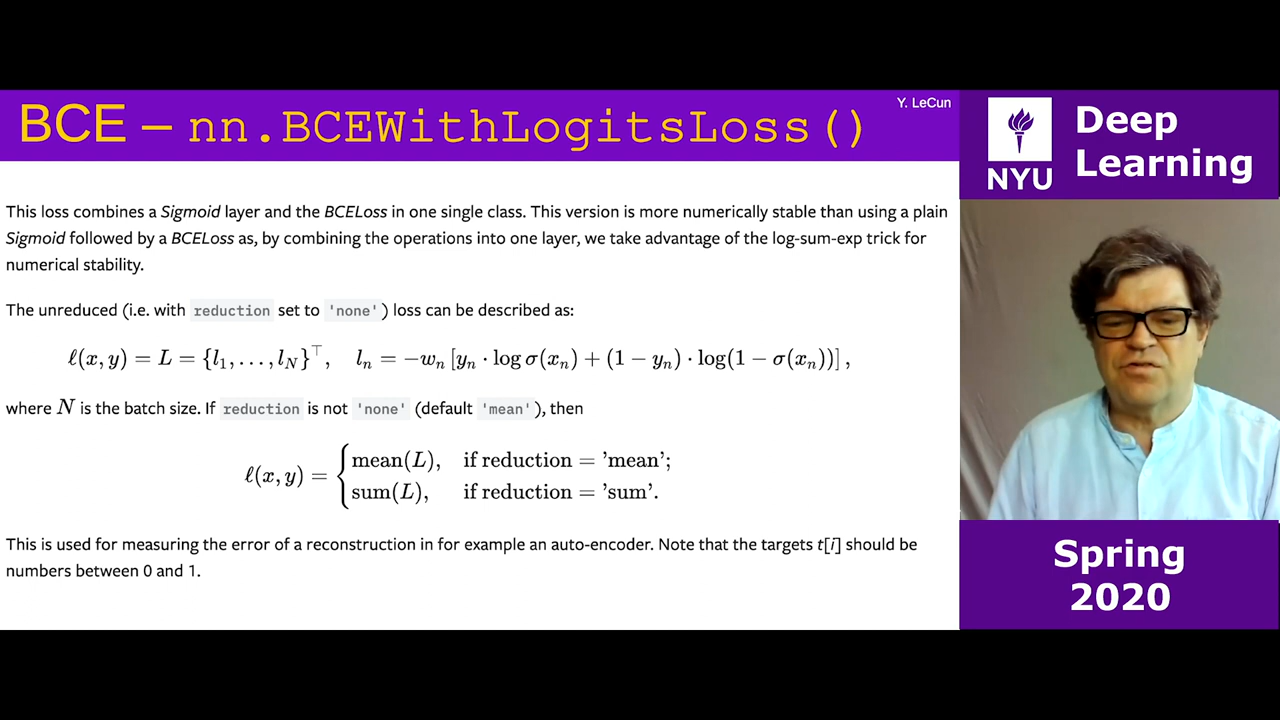 BCE – nn.BCEWithLogitsLoss()
Y. LeCun
This loss combines a Sigmoid layer and the BCELoss in one single class. This version is more numerically stable than using a plain
Sigmoid followed by a BCELoss as, by combining the operations into one layer, we take advantage of the log-sum-exp trick for
numerical stability.
The unreduced (i.e. with reduction set to 'none') loss can be described as:
ℓ(x, y) = L = {l₁, …, l_N}^⊤,  lₙ = −wₙ [yₙ · log σ(xₙ) + (1 − yₙ) · log(1 − σ(xₙ))],
where N is the batch size. If reduction is not 'none' (default 'mean'), then
ℓ(x, y) = { mean(L), if reduction = 'mean';
sum(L), if reduction = 'sum'.
This is used for measuring the error of a reconstruction in for example an auto-encoder. Note that the targets t[i] should be
numbers between 0 and 1.
NYU
Deep
Learning
Spring
2020